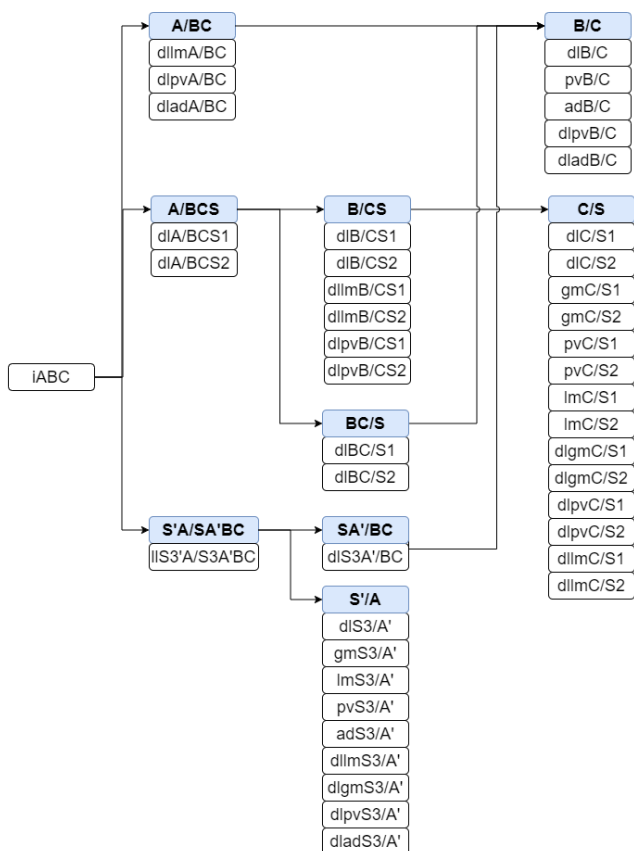 A/BC
dllmA/BC
dlpvA/BC
dladA/BC
B/C
dlB/C
pvB/C
adB/C
dlpvB/C
dladB/C
A/BCS
dlA/BCS1
dlA/BCS2
B/CS
dlB/CS1
dlB/CS2
dllmB/CS1
dllmB/CS2
dlpvB/CS1
dlpvB/CS2
C/S
dlC/S1
dlC/S2
gmC/S1
gmC/S2
pvC/S1
pvC/S2
lmC/S1
lmC/S2
dlgmC/S1
dlgmC/S2
dlpvC/S1
dlpvC/S2
dllmC/S1
dllmC/S2
iABC
BC/S
dlBC/S1
dlBC/S2
S'A/SA'BC
llS3'A/S3A'BC
SA'/BC
dlS3A'/BC
S'/A
dlS3/A'
gmS3/A'
lmS3/A'
pvS3/A'
adS3/A'
dllmS3/A'
dlgmS3/A'
dlpvS3/A'
dladS3/A'